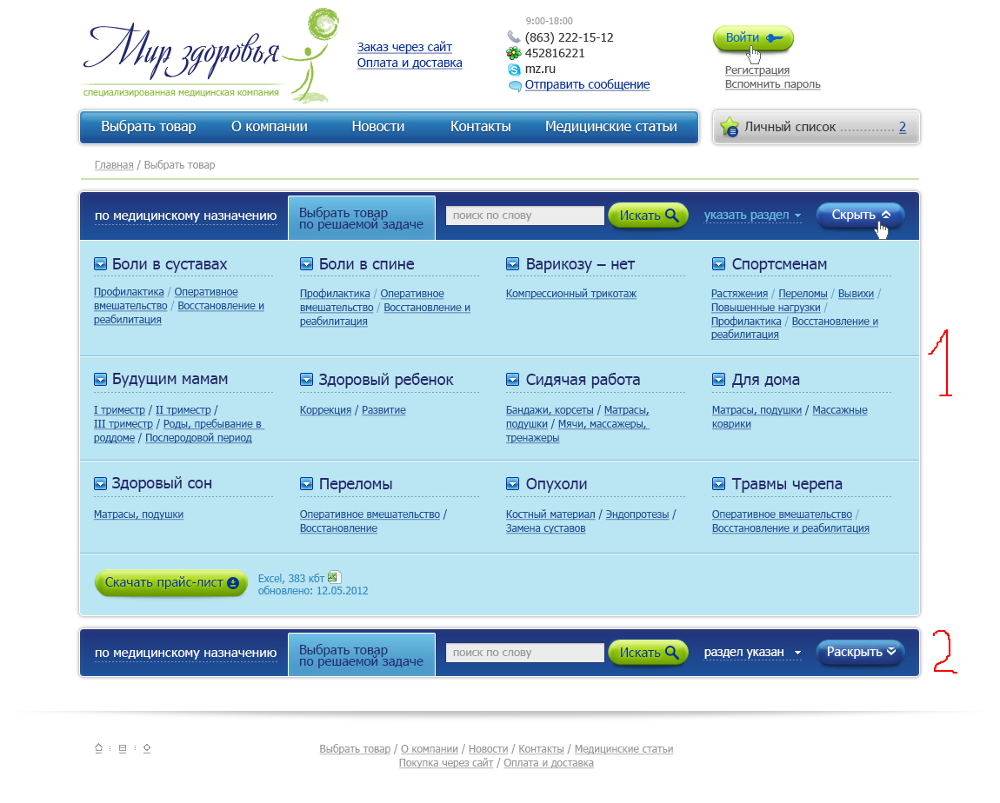 Мир здоровья
специализированная медицинская компания
Заказ через сайт
Оплата и доставка
9:00-18:00
(863) 222-15-12
452816221
mz.ru
Отправить сообщение
Войти
Регистрация
Вспомнить пароль
Выбрать товар О компании Новости Контакты Медицинские статьи
Личный список ............. 2
Главная / Выбрать товар
по медицинскому назначению
Выбрать товар
по решаемой задаче
поиск по слову
Искать
указать раздел
Скрыть
Боли в суставах
Профилактика / Оперативное
вмешательство / Восстановление и
реабилитация
Боли в спине
Профилактика / Оперативное
вмешательство / Восстановление и
реабилитация
Варикозу – нет
Компрессионный трикотаж
Спортсменам
Растяжения / Переломы / Вывихи /
Повышенные нагрузки /
Профилактика / Восстановление и
реабилитация
1
Будущим мамам
I триместр / II триместр /
III триместр / Роды, пребывание в
роддоме / Послеродовой период
Здоровый ребенок
Коррекция / Развитие
Сидячая работа
Бандажи, корсеты / Матрасы,
подушки / Мячи, массажеры,
тренажеры
Для дома
Матрасы, подушки / Массажные
коврики
Здоровый сон
Матрасы, подушки
Переломы
Оперативное вмешательство /
Восстановление
Опухоли
Костный материал / Эндопротезы /
Замена суставов
Травмы черепа
Оперативное вмешательство /
Восстановление и реабилитация
Скачать прайс-лист
Excel, 383 кбт
обновлено: 12.05.2012
по медицинскому назначению
Выбрать товар
по решаемой задаче
поиск по слову
Искать
раздел указан
Раскрыть
2
Выбрать товар / О компании / Новости / Контакты / Медицинские статьи
Покупка через сайт / Оплата и доставка